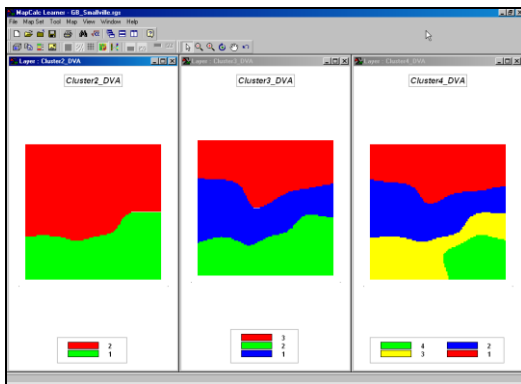 MapCalc Learner - GB_Smallville.rgs
File Map Set Tool Map View Window Help
Layer : Cluster2_DVA
Layer : Cluster3_DVA
Layer : Cluster4_DVA
Cluster2_DVA
Cluster3_DVA
Cluster4_DVA
2
1
3
2
1
4 2
3 1